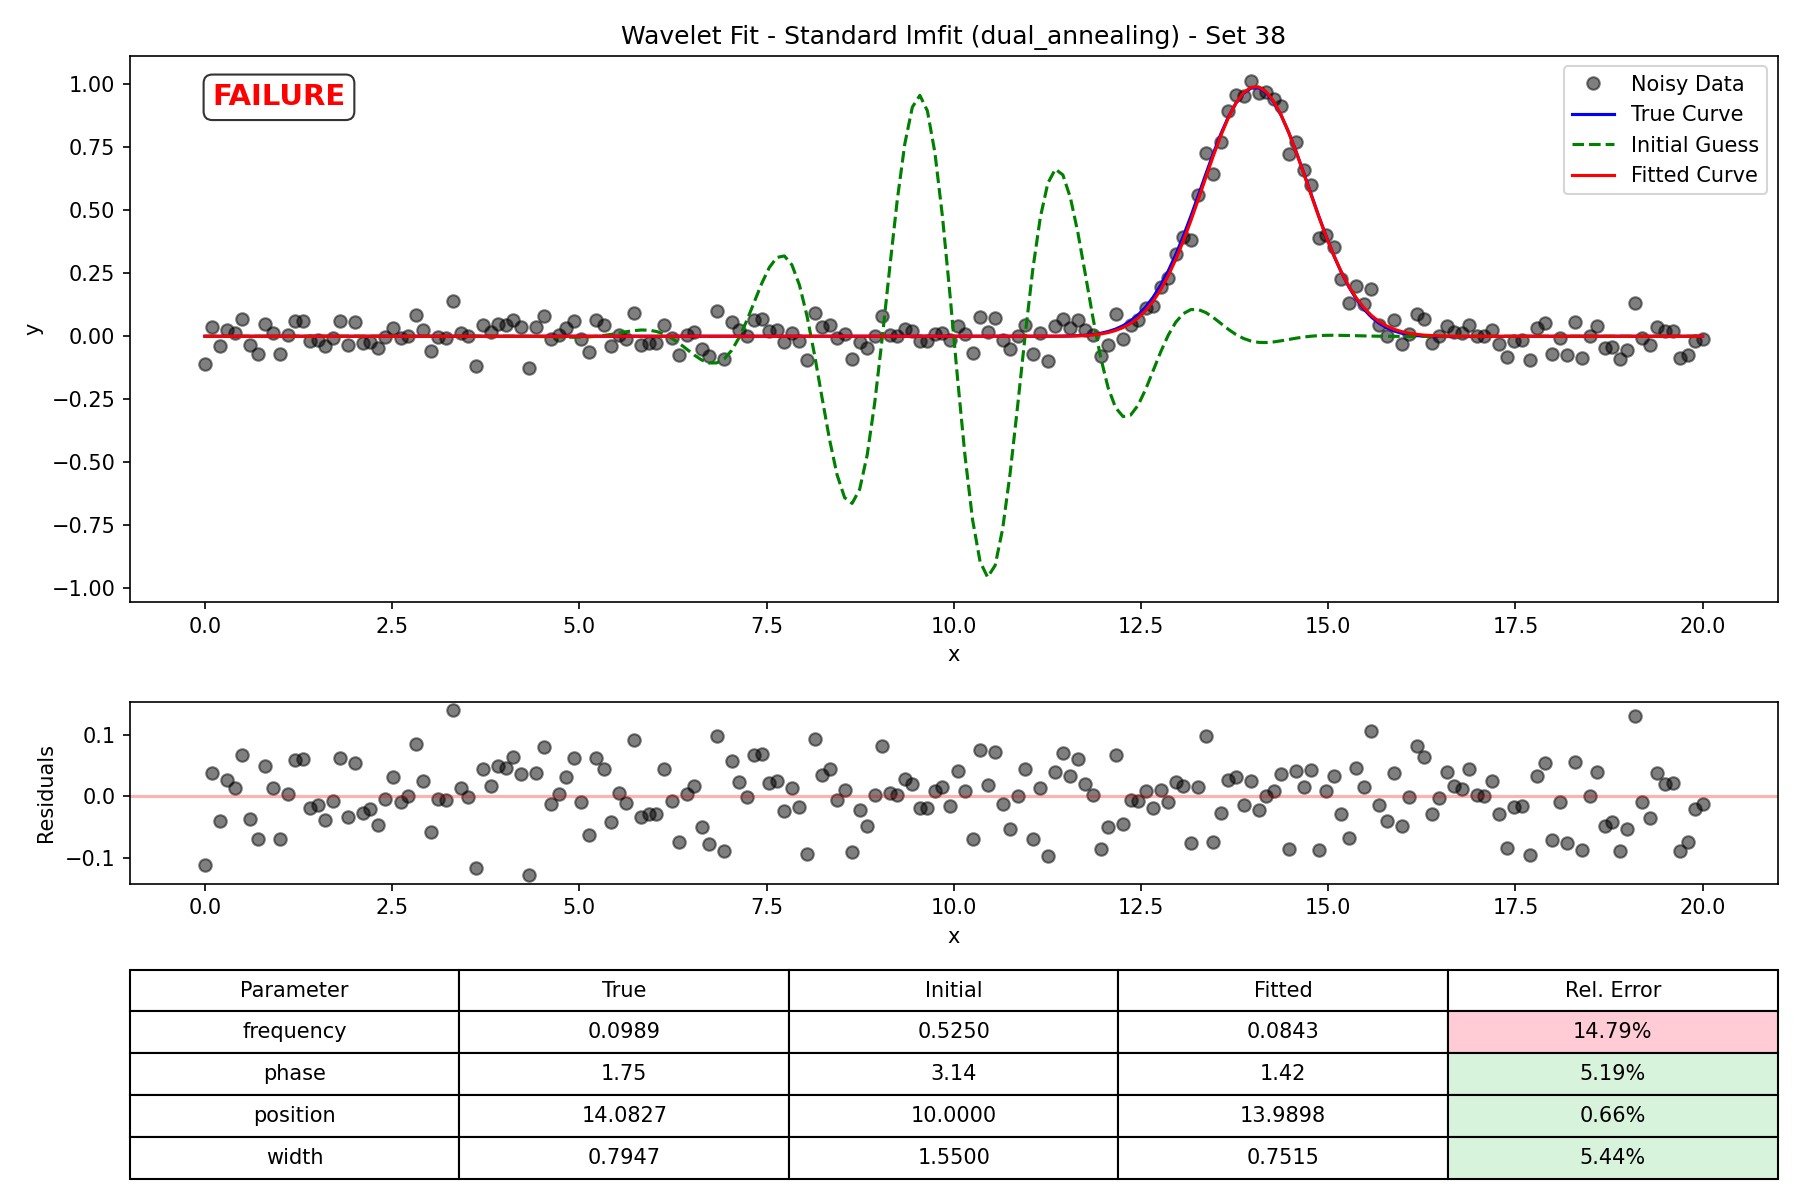 Wavelet Fit - Standard lmfit (dual_annealing) - Set 38
FAILURE
Noisy Data
True Curve
Initial Guess
Fitted Curve
1.00
0.75
0.50
0.25
0.00
−0.25
−0.50
−0.75
−1.00
y
0.0 2.5 5.0 7.5 10.0 12.5 15.0 17.5 20.0
x
0.1
0.0
−0.1
Residuals
0.0 2.5 5.0 7.5 10.0 12.5 15.0 17.5 20.0
x
Parameter True Initial Fitted Rel. Error
frequency 0.0989 0.5250 0.0843 14.79%
phase 1.75 3.14 1.42 5.19%
position 14.0827 10.0000 13.9898 0.66%
width 0.7947 1.5500 0.7515 5.44%